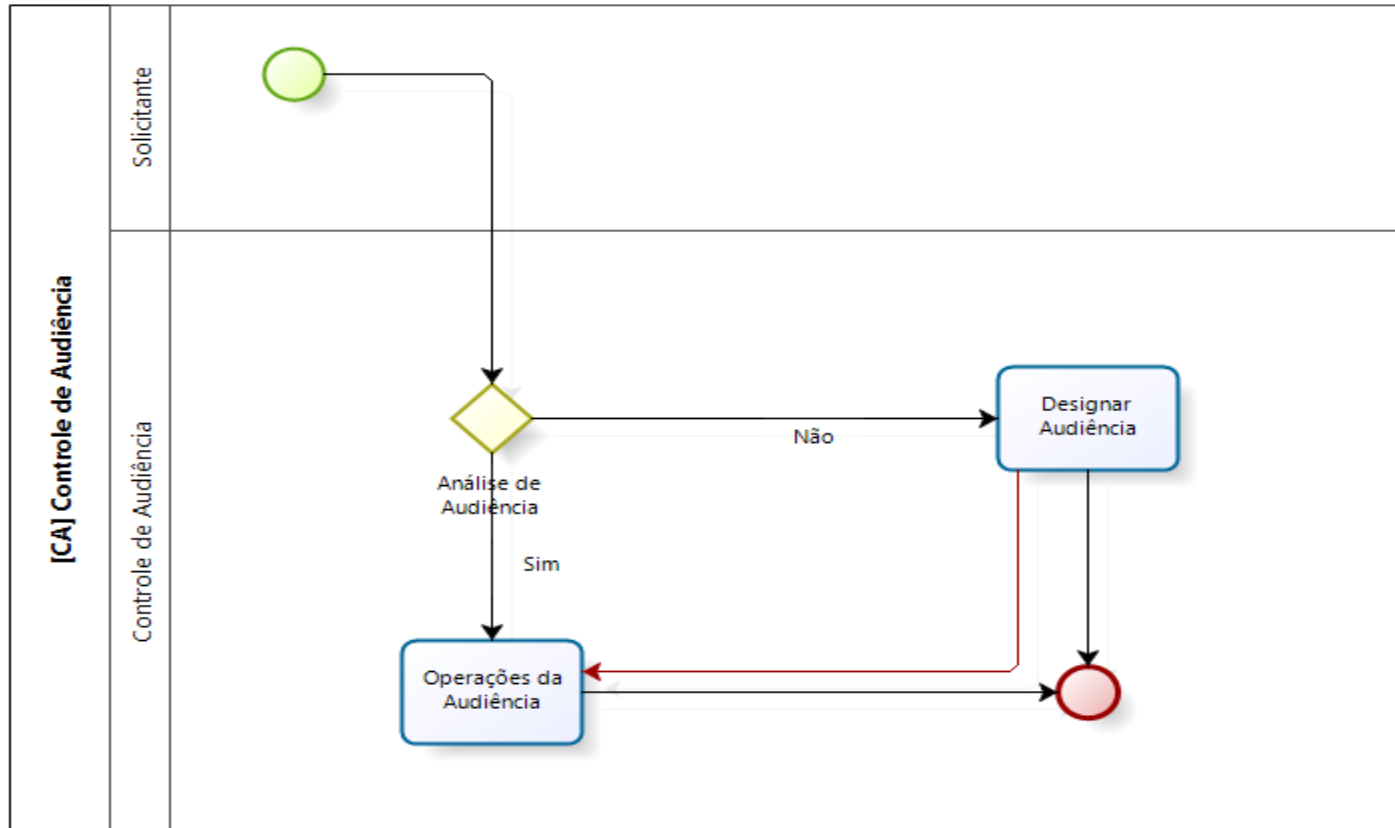 [CA] Controle de Audiência
Solicitante
Controle de Audiência
Designar
Audiência
Não
Análise de
Audiência
Sim
Operações da
Audiência